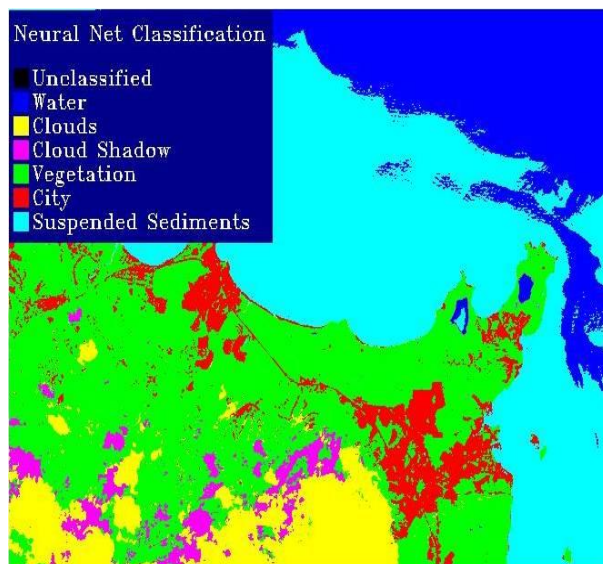 Neural Net Classification
Unclassified
Water
Clouds
Cloud Shadow
Vegetation
City
Suspended Sediments